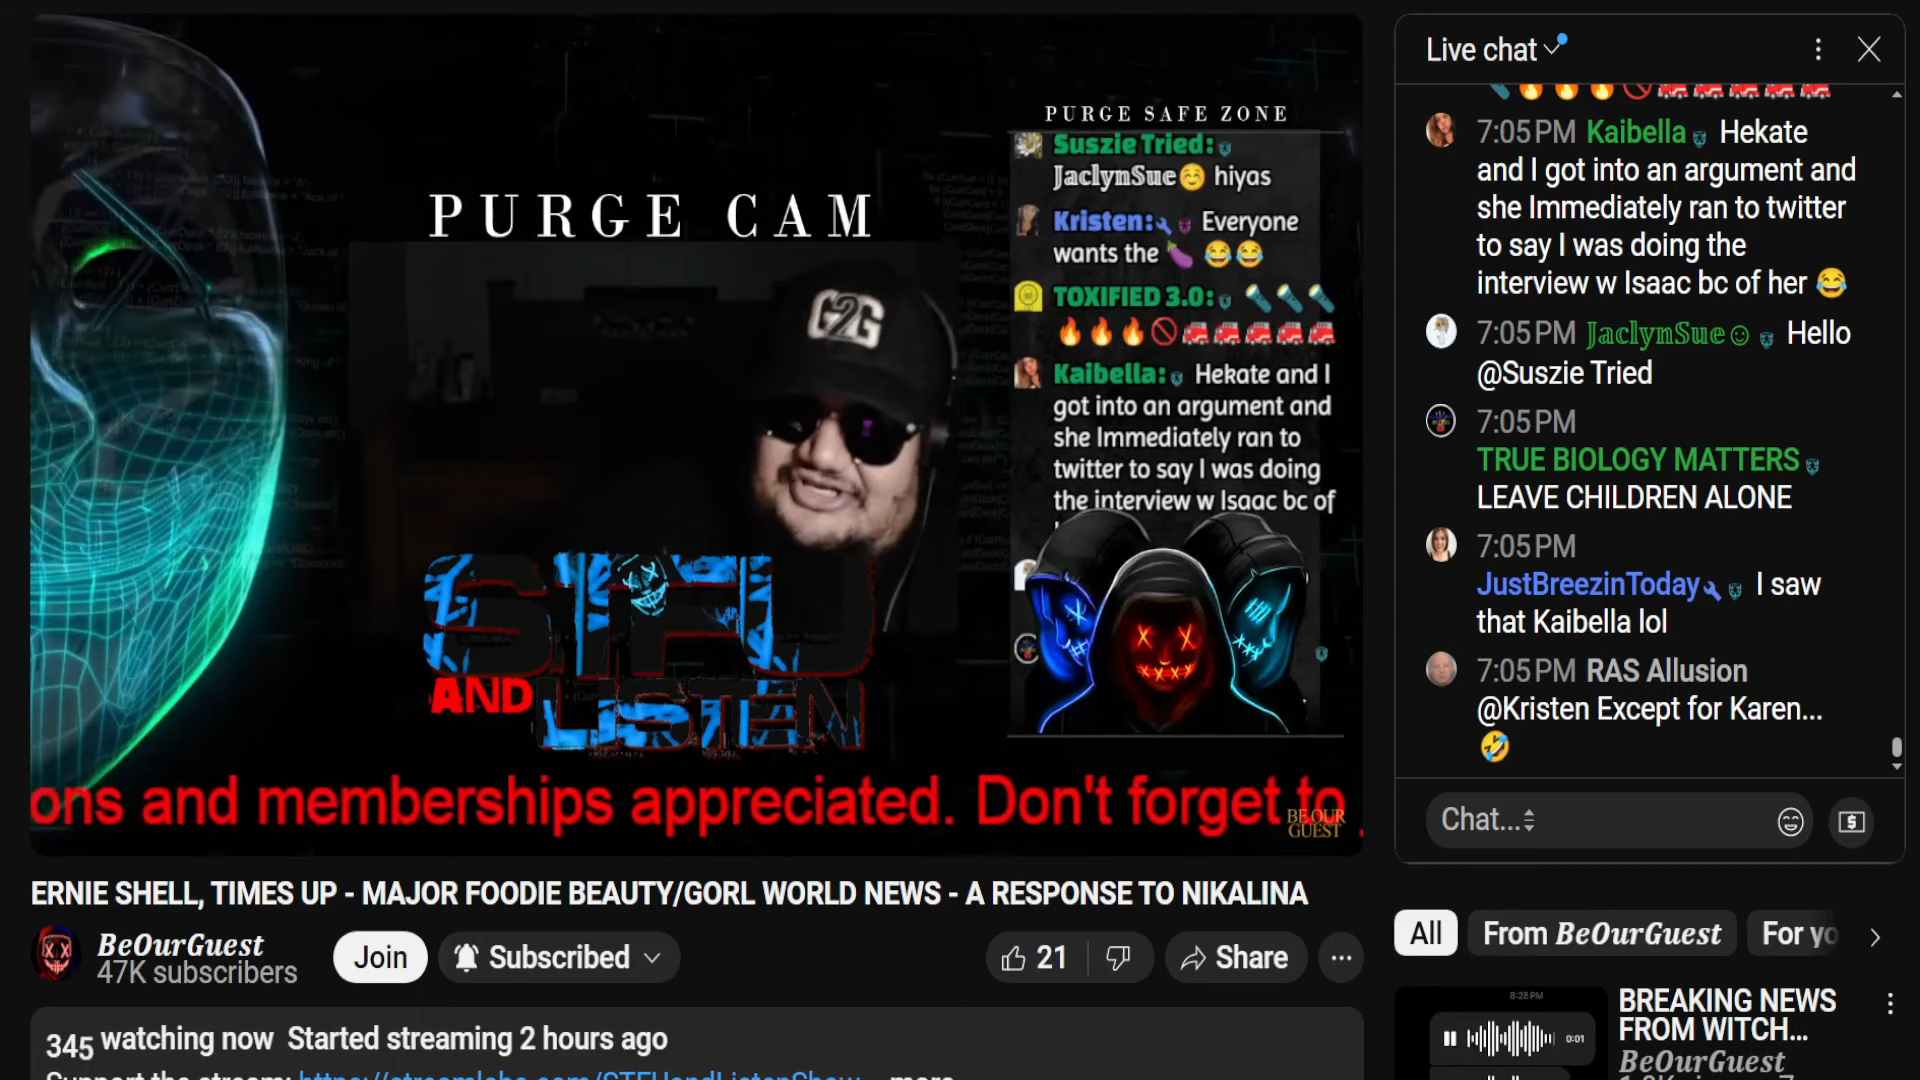 PURGE CAM
G2G
STFU
AND LISTEN
PURGE SAFE ZONE
Suszie Tried:
JaclynSue☺️ hiyas
Kristen: Everyone
wants the 🍆 😂😂
TOXIFIED 3.0: 🔦🔦🔦
🔥🔥🔥🚫🚒🚒🚒🚒🚒
Kaibella: Hekate and I
got into an argument and
she Immediately ran to
twitter to say I was doing
the interview w Isaac bc of
ons and memberships appreciated. Don't forget to
BE OUR
GUEST
ERNIE SHELL, TIMES UP - MAJOR FOODIE BEAUTY/GORL WORLD NEWS - A RESPONSE TO NIKALINA
BeOurGuest
47K subscribers
Join
Subscribed
21
Share
345 watching now Started streaming 2 hours ago
Support the stream: https://streamlabs.com/STFUandListenShow ...more
Live chat
7:05 PM Kaibella Hekate
and I got into an argument and
she Immediately ran to twitter
to say I was doing the
interview w Isaac bc of her 😂
7:05 PM JaclynSue☺ Hello
@Suszie Tried
7:05 PM
TRUE BIOLOGY MATTERS
LEAVE CHILDREN ALONE
7:05 PM
JustBreezinToday I saw
that Kaibella lol
7:05 PM RAS Allusion
@Kristen Except for Karen...
🤣
Chat...
All
From BeOurGuest
For yo
8:28 PM
0:01
BREAKING NEWS
FROM WITCH...
BeOurGuest